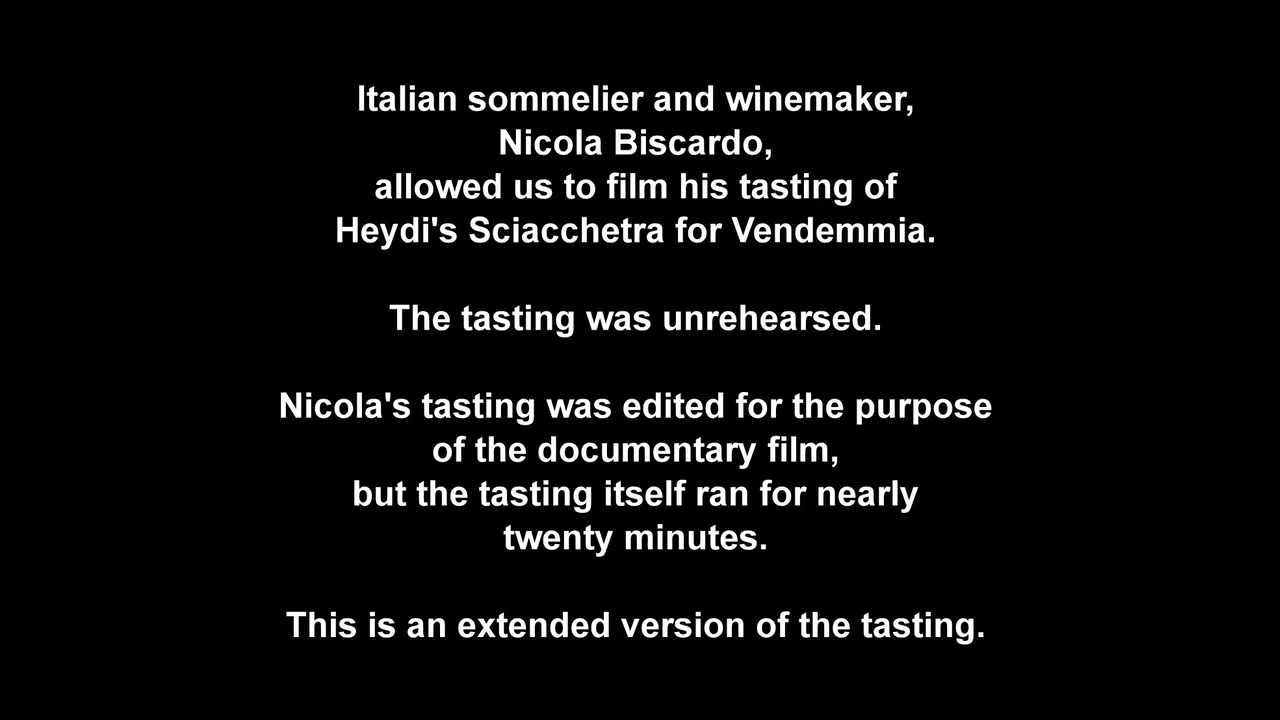 Italian sommelier and winemaker,
Nicola Biscardo,
allowed us to film his tasting of
Heydi's Sciacchetra for Vendemmia.
The tasting was unrehearsed.
Nicola's tasting was edited for the purpose
of the documentary film,
but the tasting itself ran for nearly
twenty minutes.
This is an extended version of the tasting.